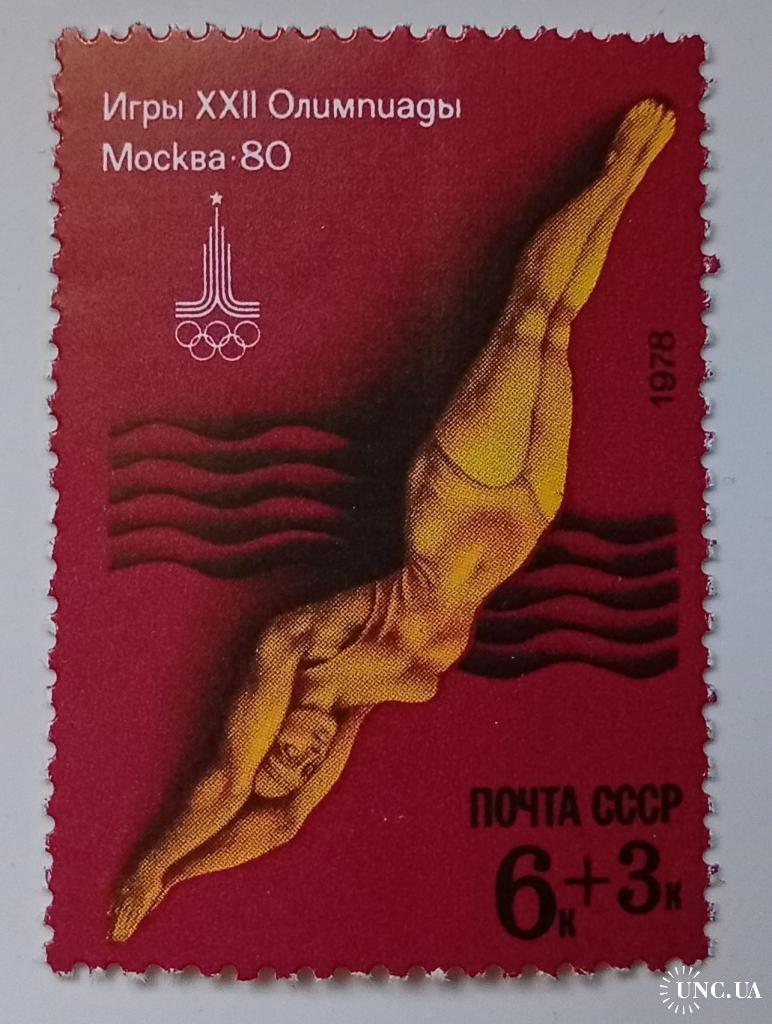 Игры XXII Олимпиады
Москва·80
1978
ПОЧТА СССР
6к+3к
UNC.UA